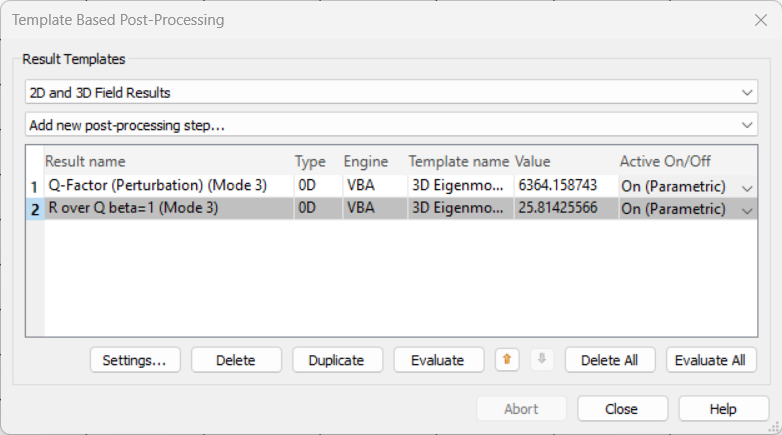 Template Based Post-Processing
Result Templates
2D and 3D Field Results
Add new post-processing step...
Result name Type Engine Template name Value Active On/Off
1 Q-Factor (Perturbation) (Mode 3) 0D VBA 3D Eigenmo... 6364.158743 On (Parametric)
2 R over Q beta=1 (Mode 3) 0D VBA 3D Eigenmo... 25.81425566 On (Parametric)
Settings... Delete Duplicate Evaluate Delete All Evaluate All
Abort Close Help